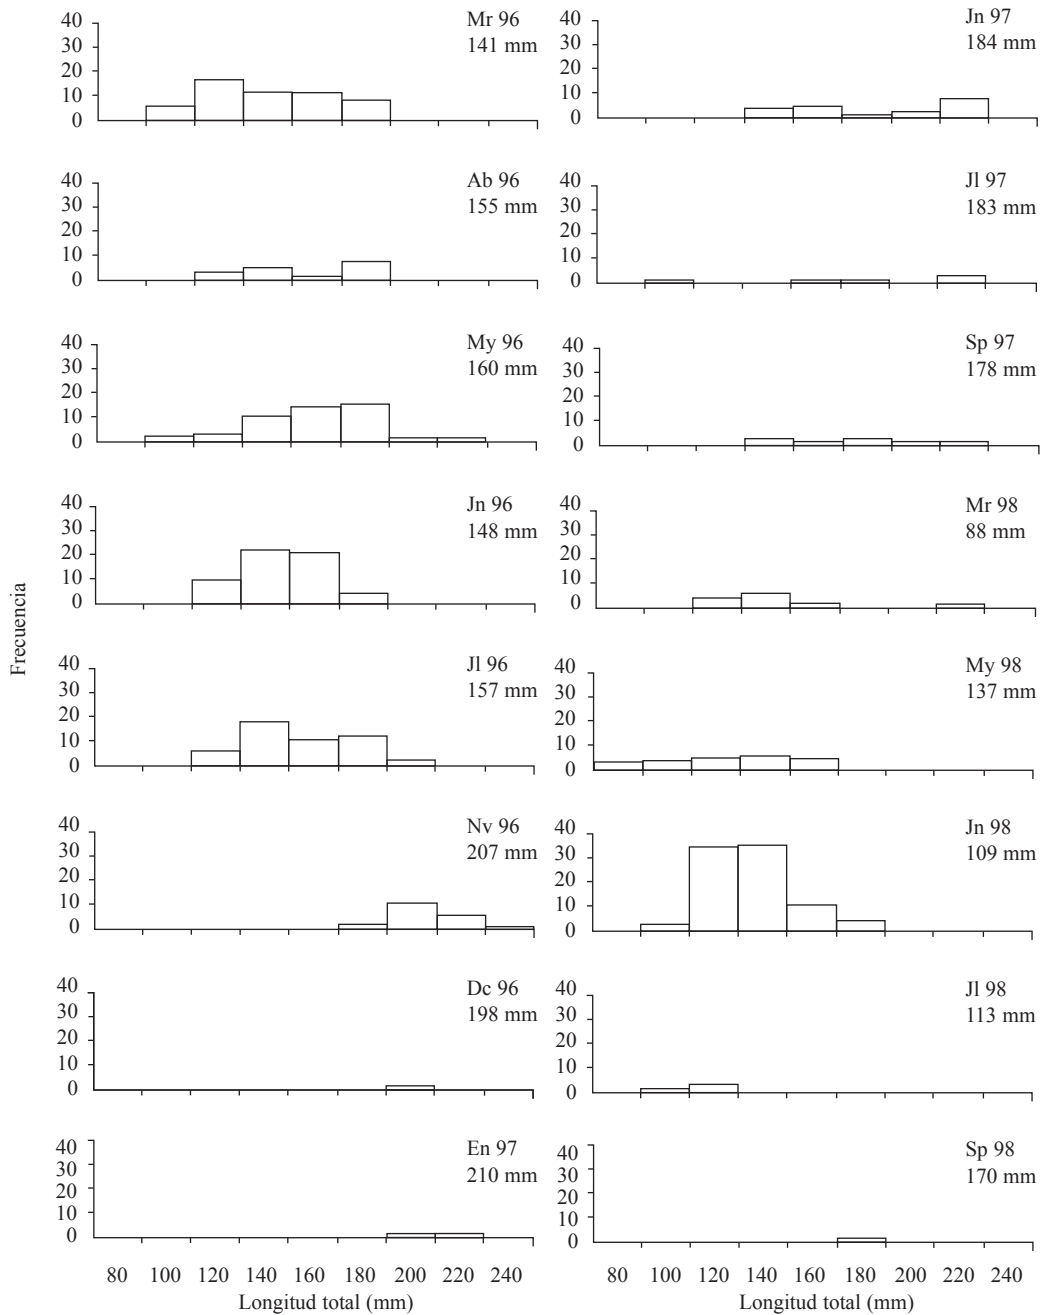 Frecuencia
40
30
20
10
0
Mr 96
141 mm
40
30
20
10
0
Ab 96
155 mm
40
30
20
10
0
My 96
160 mm
40
30
20
10
0
Jn 96
148 mm
40
30
20
10
0
Jl 96
157 mm
40
30
20
10
0
Nv 96
207 mm
40
30
20
10
0
Dc 96
198 mm
40
30
20
10
0
En 97
210 mm
80 100 120 140 160 180 200 220 240
Longitud total (mm)
40
30
20
10
0
Jn 97
184 mm
40
30
20
10
0
Jl 97
183 mm
40
30
20
10
0
Sp 97
178 mm
40
30
20
10
0
Mr 98
88 mm
40
30
20
10
0
My 98
137 mm
40
30
20
10
0
Jn 98
109 mm
40
30
20
10
0
Jl 98
113 mm
40
30
20
10
0
Sp 98
170 mm
80 100 120 140 160 180 200 220 240
Longitud total (mm)